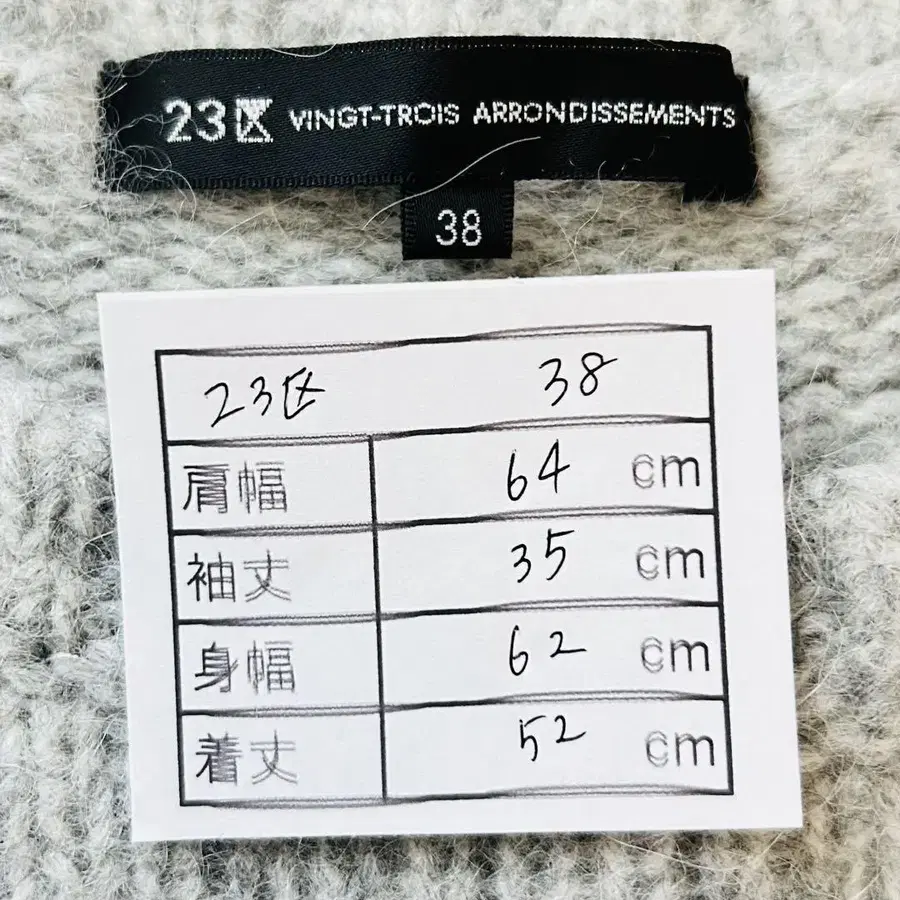 23区 VINGT-TROIS ARRONDISSEMENTS
38
23区 38
肩幅 64 cm
袖丈 35 cm
身幅 62 cm
着丈 52 cm